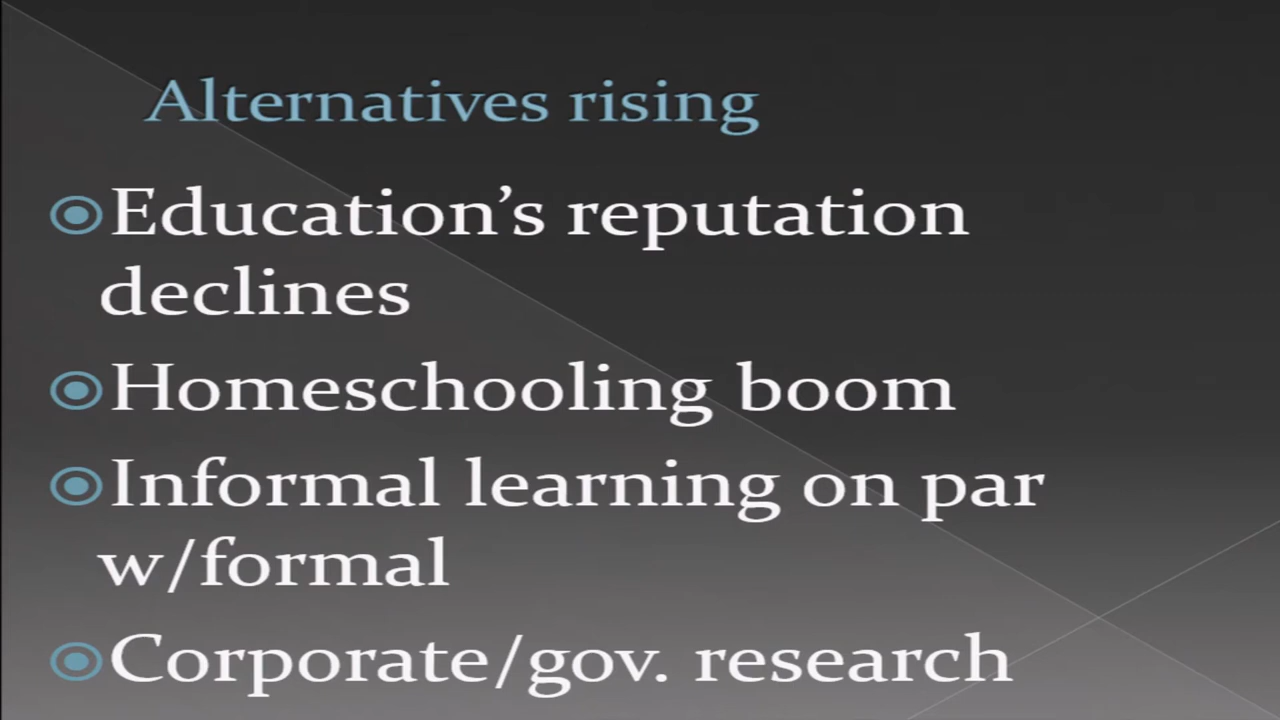 Alternatives rising
Education’s reputation
declines
Homeschooling boom
Informal learning on par
w/formal
Corporate/gov. research